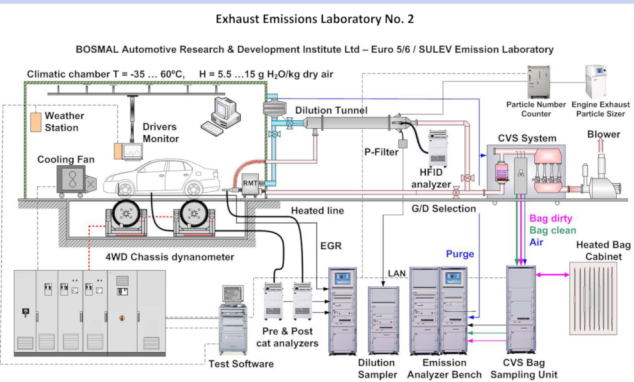 Exhaust Emissions Laboratory No. 2
BOSMAL Automotive Research & Development Institute Ltd – Euro 5/6 / SULEV Emission Laboratory
Climatic chamber T = -35 … 60ºC, H = 5.5 …15 g H₂O/kg dry air
Weather
Station
Drivers
Monitor
Cooling Fan
RMT
Dilution Tunnel
P-Filter
HFID
analyzer
Particle Number
Counter
Engine Exhaust
Particle Sizer
CVS System
Blower
G/D Selection
Heated line
EGR
4WD Chassis dynanometer
Bag dirty
Bag clean
Air
Purge
Heated Bag
Cabinet
LAN
Test Software
Pre & Post
cat analyzers
Dilution
Sampler
Emission
Analyzer Bench
CVS Bag
Sampling Unit